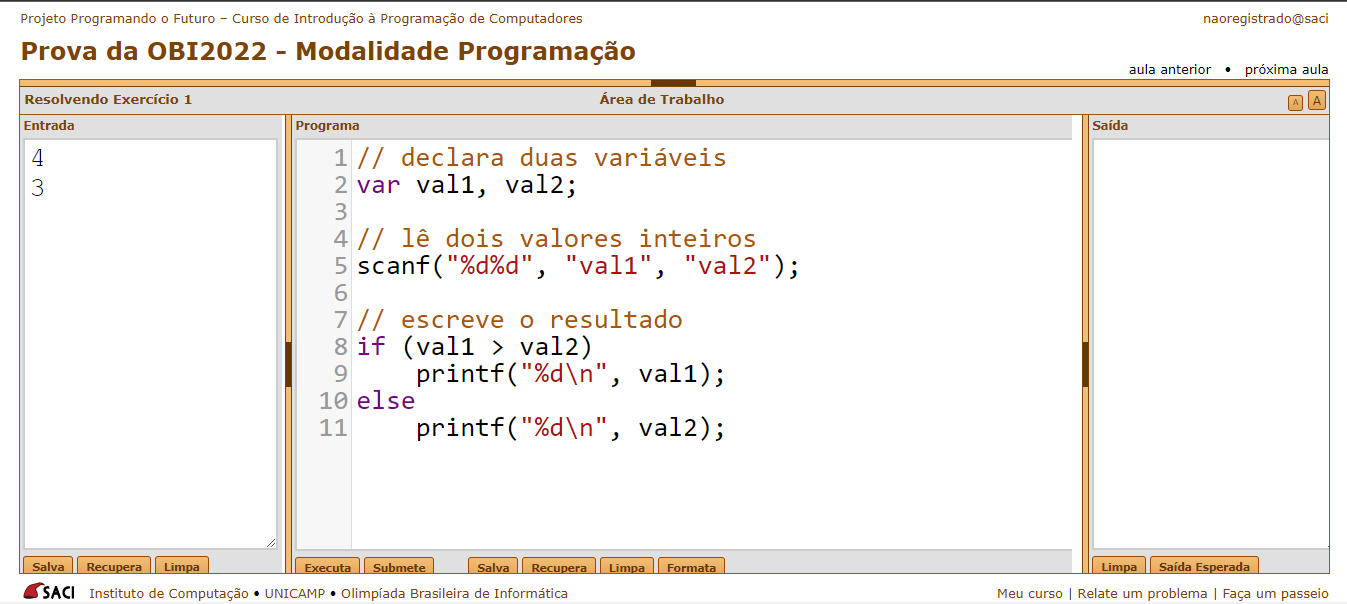 Projeto Programando o Futuro – Curso de Introdução à Programação de Computadores
naoregistrado@saci
Prova da OBI2022 - Modalidade Programação
aula anterior • próxima aula
Resolvendo Exercício 1
Área de Trabalho
A A
Entrada
4
3
Salva Recupera Limpa
Programa
1 // declara duas variáveis
2 var val1, val2;
3
4 // lê dois valores inteiros
5 scanf("%d%d", "val1", "val2");
6
7 // escreve o resultado
8 if (val1 > val2)
9     printf("%d\n", val1);
10 else
11     printf("%d\n", val2);
Executa Submete Salva Recupera Limpa Formata
Saída
Limpa Saída Esperada
SACI Instituto de Computação • UNICAMP • Olimpíada Brasileira de Informática
Meu curso | Relate um problema | Faça um passeio